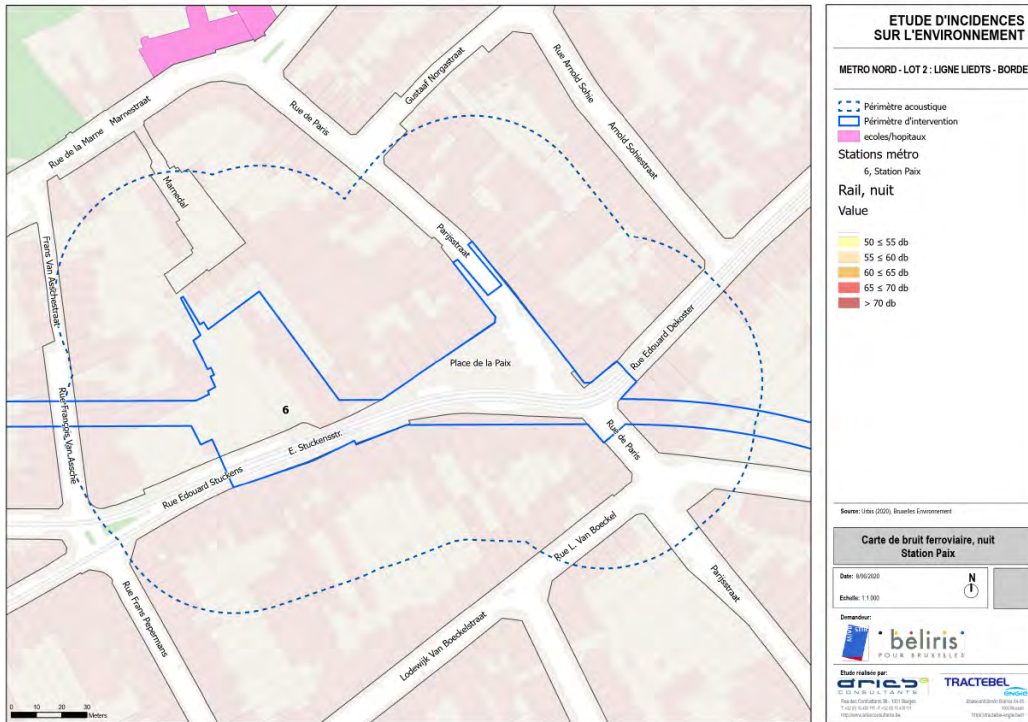 ETUDE D'INCIDENCES
SUR L'ENVIRONNEMENT
METRO NORD - LOT 2 : LIGNE LIEDTS - BORDE
Périmètre acoustique
Périmètre d'intervention
ecoles/hopitaux
Stations métro
6, Station Paix
Rail, nuit
Value
50 ≤ 55 db
55 ≤ 60 db
60 ≤ 65 db
65 ≤ 70 db
> 70 db
Source: Urbis (2020), Bruxelles Environnement
Carte de bruit ferroviaire, nuit
Station Paix
Date: 9/06/2020
Echelle: 1:1 000
N
Demandeur:
beliris
POUR BRUSSELS
Etude réalisée par:
aries
CONSULTANTS
TRACTEBEL
ENGIE
Rue de la Marne Marnestraat
Rue de Paris
Gustaaf Norgastraat
Rue Arnold Sohie
Arnold Sohiestraat
Marnedal
Parijsstraat
Frans Van Asschestraat
Rue Edouard Dekoster
Place de la Paix
6
Rue François Van Assche
E. Stuckensstr.
Rue Edouard Stuckens
Rue de Paris
Rue L. Van Boeckel
Parijsstraat
Rue Frans Pepermans
Lodewijk Van Boeckelstraat
0 10 20 30
Meters